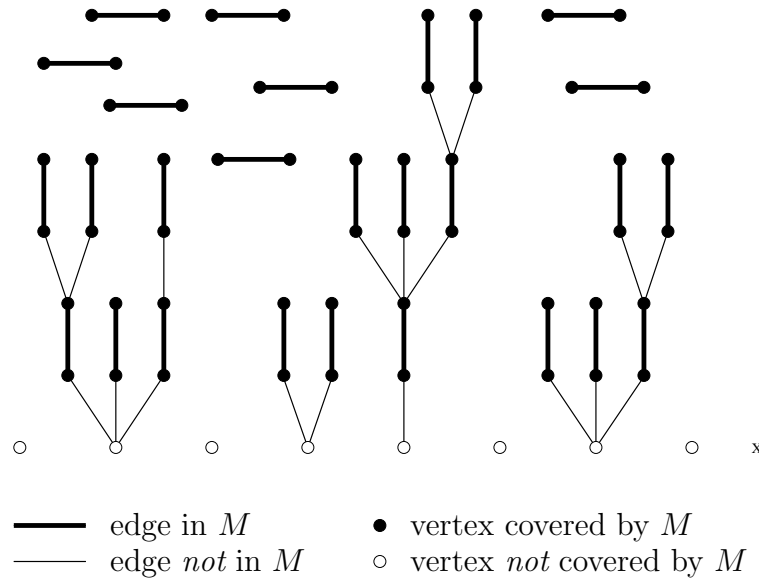 x
edge in M
vertex covered by M
edge not in M
vertex not covered by M